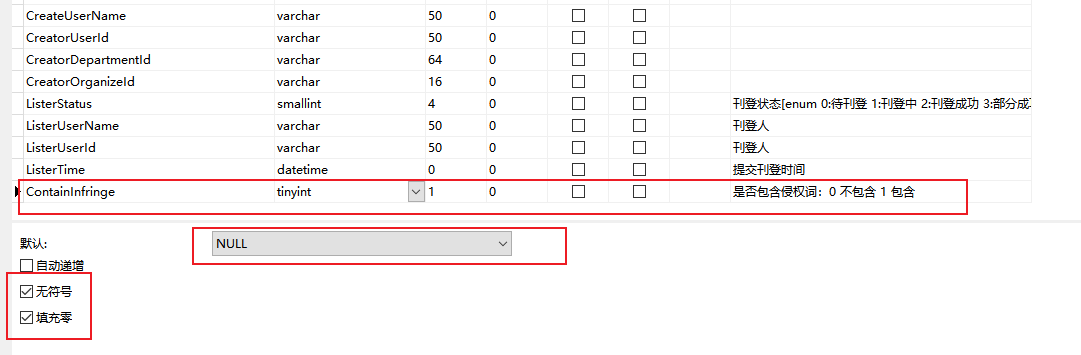 CreateUserName varchar 50 0
CreatorUserId varchar 50 0
CreatorDepartmentId varchar 64 0
CreatorOrganizeId varchar 16 0
ListerStatus smallint 4 0 刊登状态[enum 0:待刊登 1:刊登中 2:刊登成功 3:部分成
ListerUserName varchar 50 0 刊登人
ListerUserId varchar 50 0 刊登人
ListerTime datetime 0 0 提交刊登时间
ContainInfringe tinyint 1 0 是否包含侵权词：0 不包含 1 包含
默认: NULL
自动递增
无符号
填充零